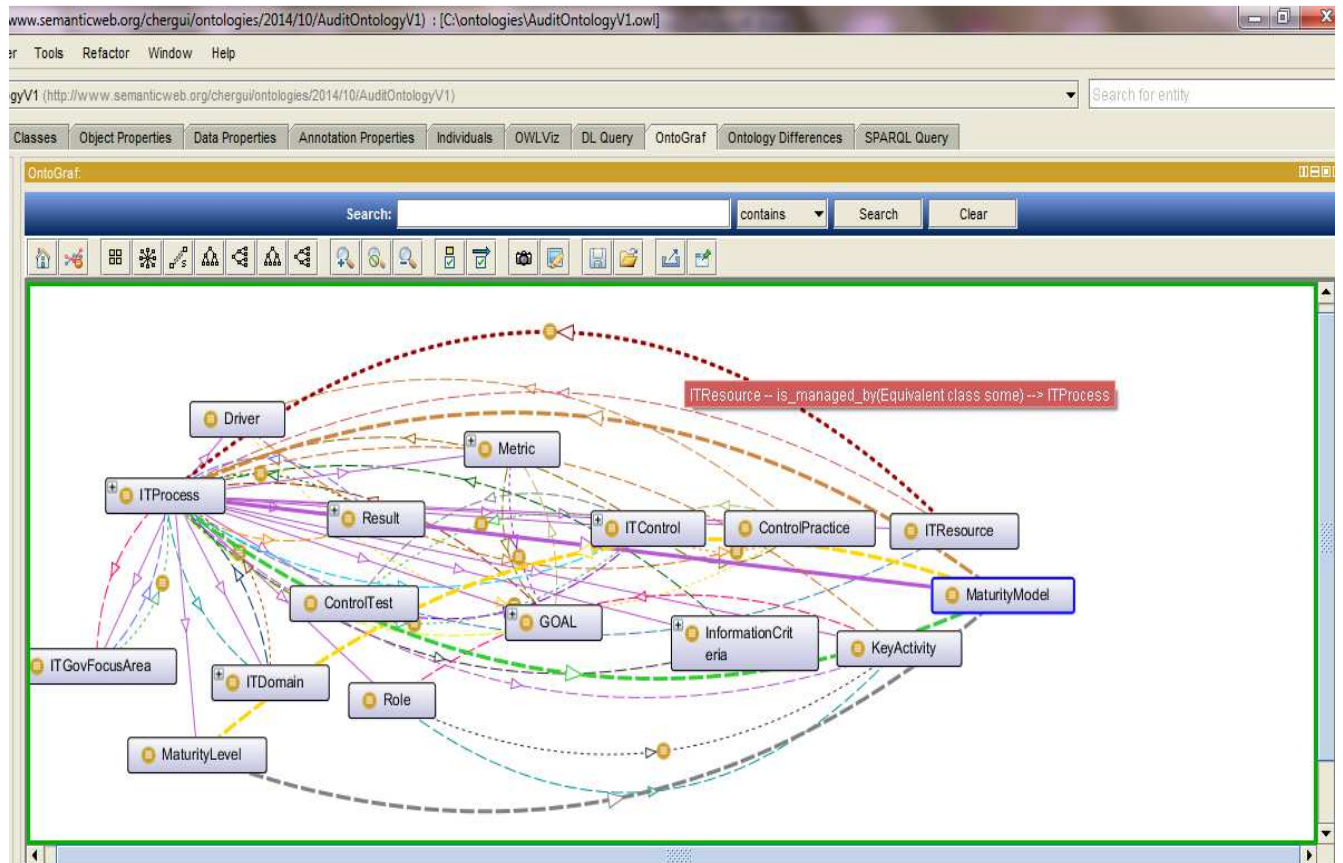 www.semanticweb.org/chergui/ontologies/2014/10/AuditOntologyV1) : [C:\ontologies\AuditOntologyV1.owl]
er Tools Refactor Window Help
gyV1 (http://www.semanticweb.org/chergui/ontologies/2014/10/AuditOntologyV1) Search for entity
Classes Object Properties Data Properties Annotation Properties Individuals OWLViz DL Query OntoGraf Ontology Differences SPARQL Query
OntoGraf:
Search: contains Search Clear
ITResource -- is_managed_by(Equivalent class some) --> ITProcess
Driver
Metric
ITProcess
Result
ITControl
ControlPractice
ITResource
MaturityModel
ControlTest
GOAL
InformationCrit
eria
KeyActivity
ITGovFocusArea
ITDomain
Role
MaturityLevel